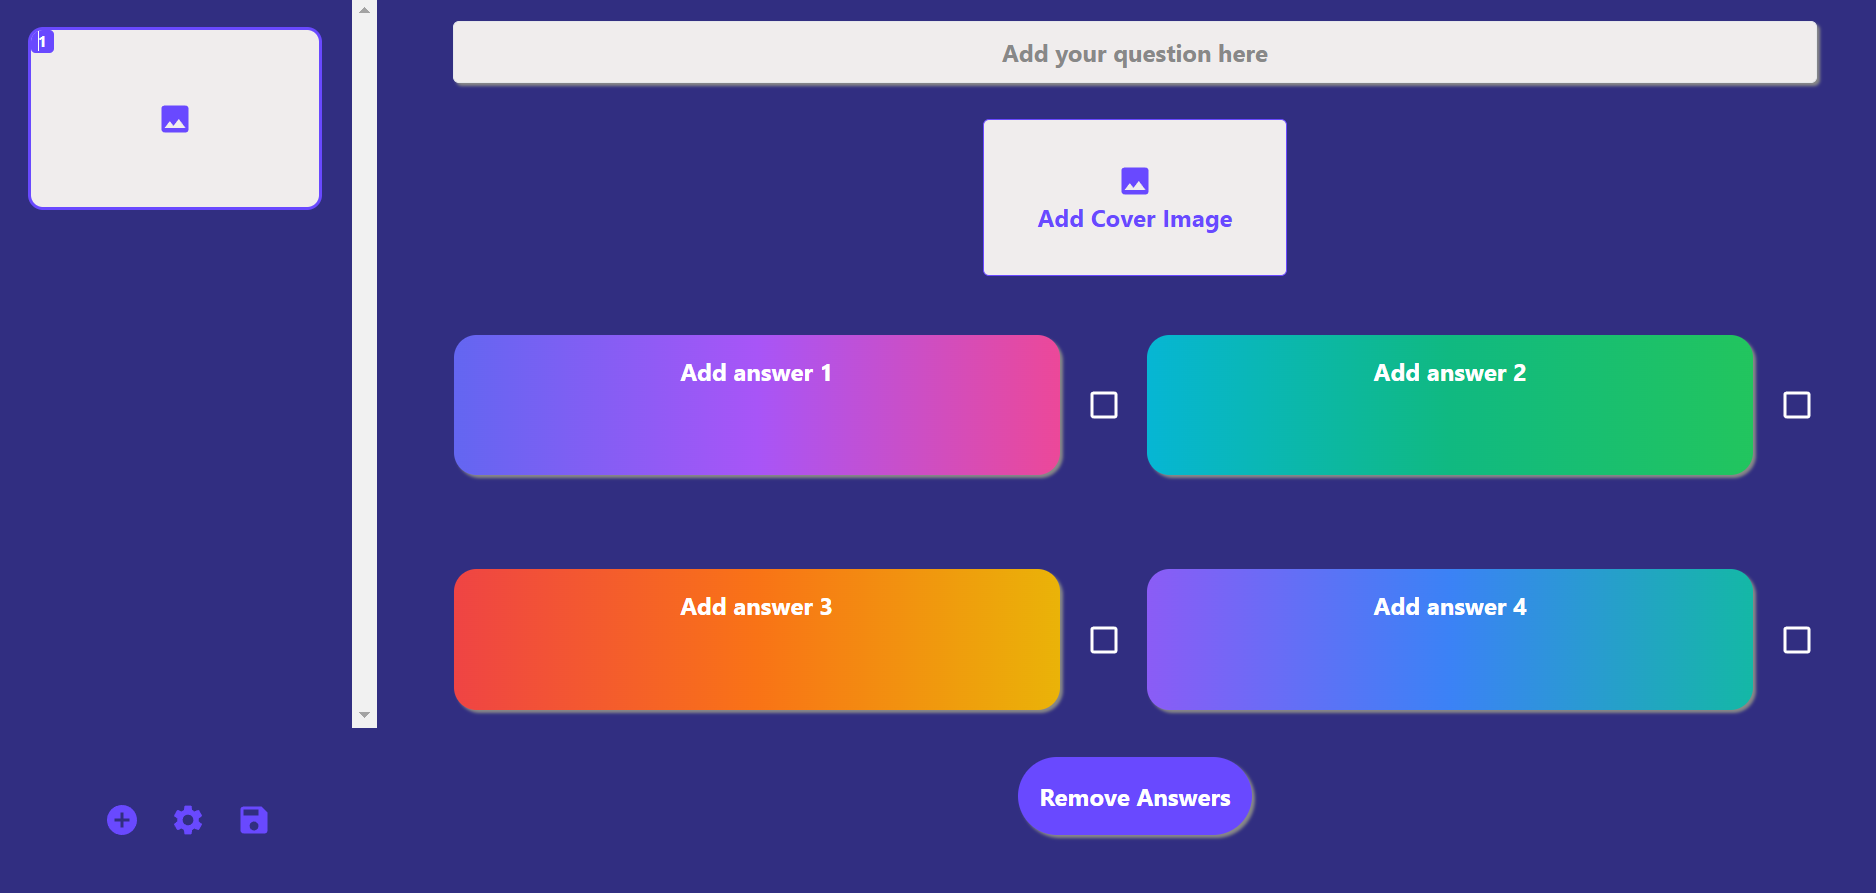 1
Add your question here
Add Cover Image
Add answer 1
Add answer 2
Add answer 3
Add answer 4
Remove Answers